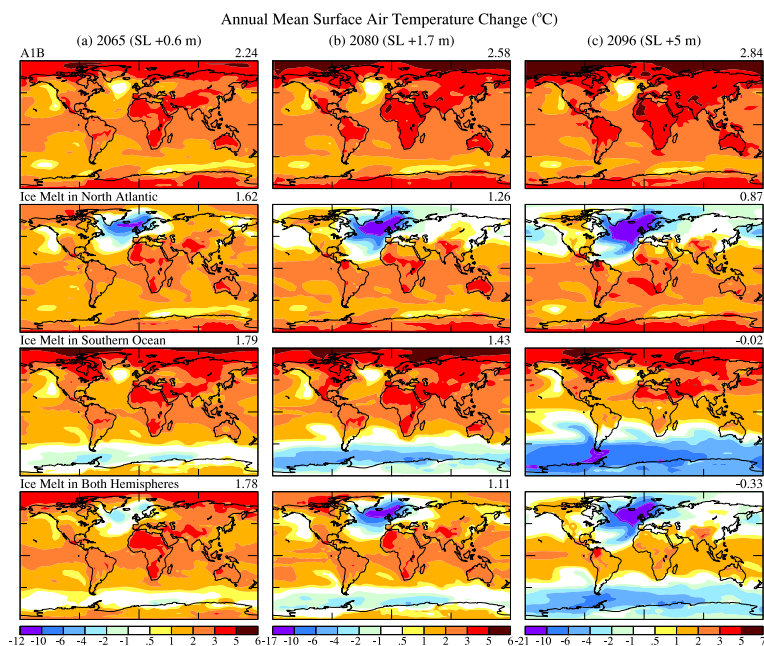 Annual Mean Surface Air Temperature Change (°C)
(a) 2065 (SL +0.6 m) (b) 2080 (SL +1.7 m) (c) 2096 (SL +5 m)
A1B 2.24 2.58 2.84
Ice Melt in North Atlantic 1.62 1.26 0.87
Ice Melt in Southern Ocean 1.79 1.43 -0.02
Ice Melt in Both Hemispheres 1.78 1.11 -0.33
-12 -10 -6 -4 -2 -1 .5 1 2 3 5 6 -17 -10 -6 -4 -2 -1 .5 1 2 3 5 6 -21 -10 -6 -4 -2 -1 .5 1 3 5 7